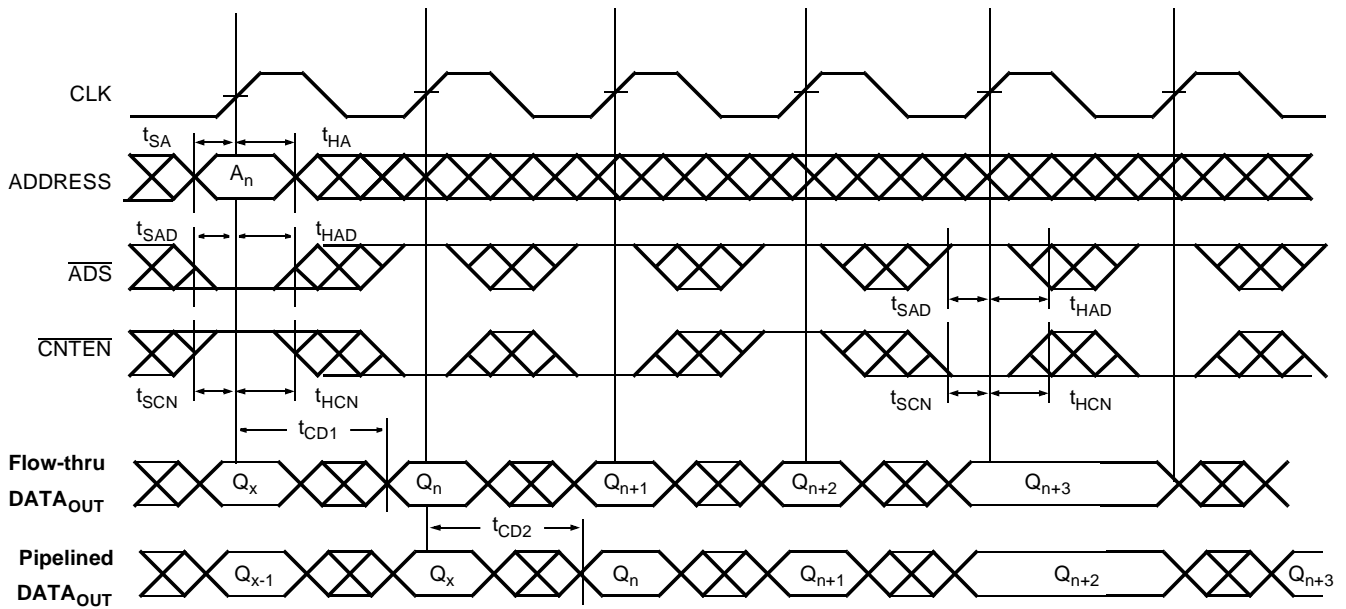 CLK
tSA
tHA
ADDRESS
An
tSAD
tHAD
ADS
tSAD
tHAD
CNTEN
tSCN
tHCN
tSCN
tHCN
tCD1
Flow-thru
DATAOUT
Qx
Qn
Qn+1
Qn+2
Qn+3
tCD2
Pipelined
DATAOUT
Qx-1
Qx
Qn
Qn+1
Qn+2
Qn+3